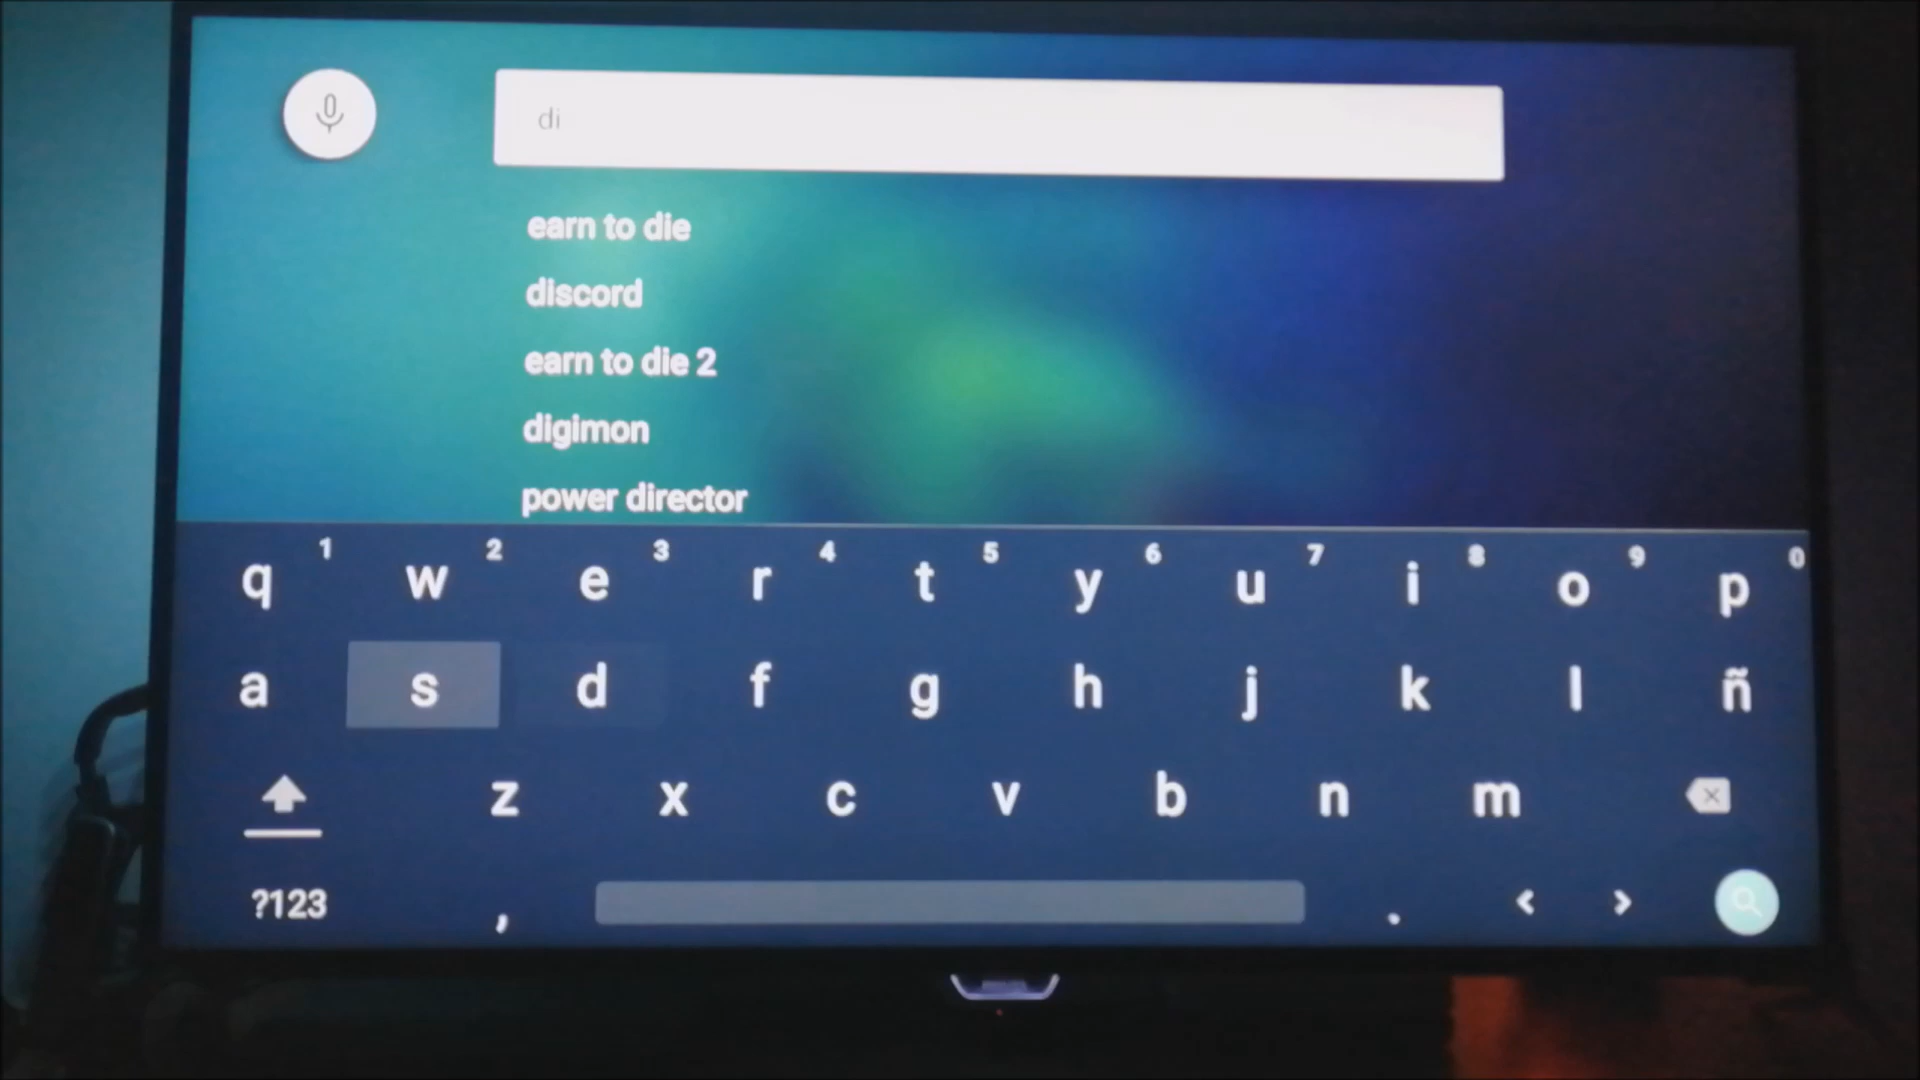 di
earn to die
discord
earn to die 2
digimon
power director
q 1 w 2 e 3 r 4 t 5 y 6 u 7 i 8 o 9 p 0
a s d f g h j k l ñ
z x c v b n m
?123 , . < >